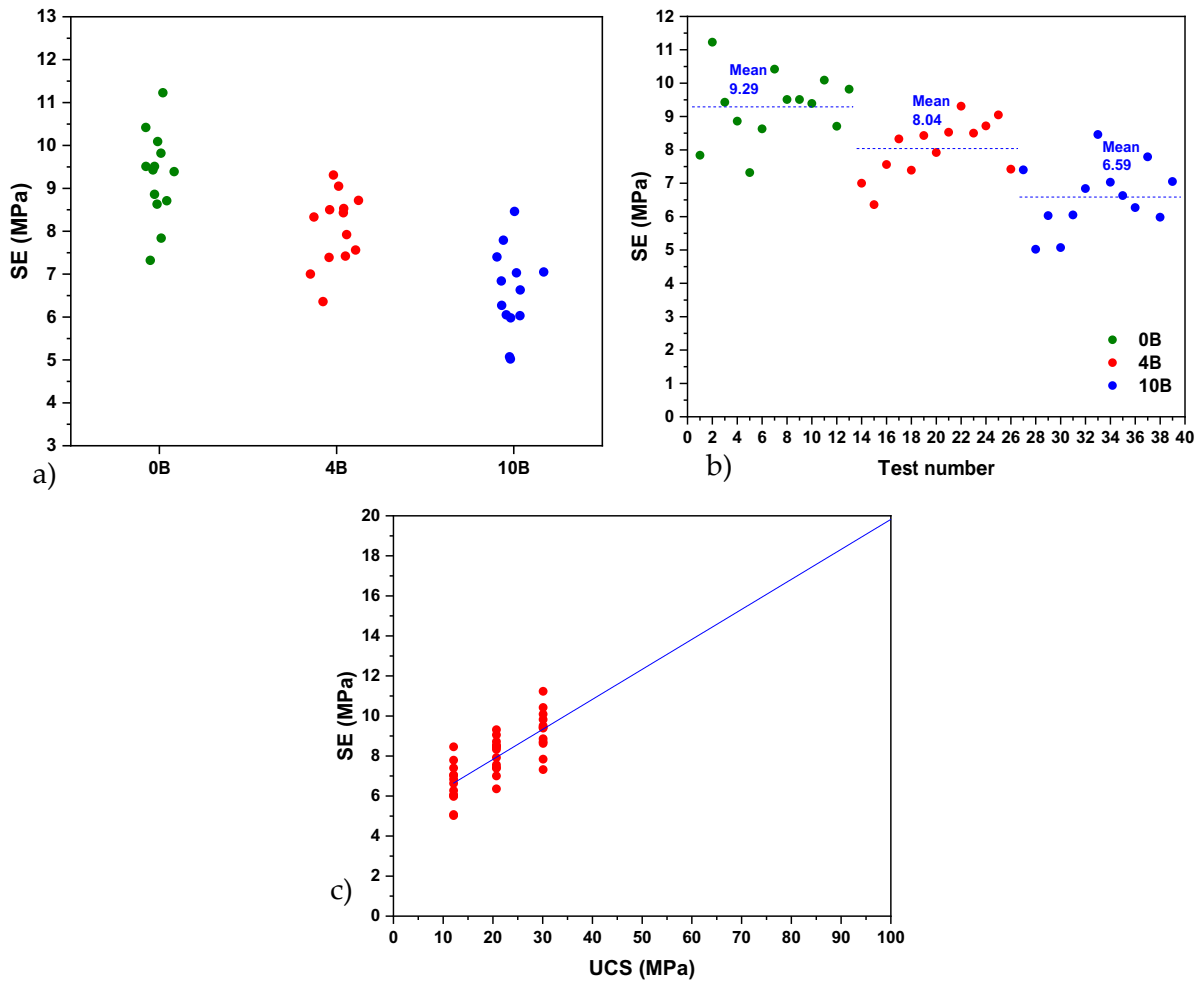 13
12
11
10
9
8
7
6
5
4
3
SE (MPa)
0B
4B
10B
a)
12
11
10
9
8
7
6
5
4
3
2
1
0
SE (MPa)
Mean
9.29
Mean
8.04
Mean
6.59
0B
4B
10B
0 2 4 6 8 10 12 14 16 18 20 22 24 26 28 30 32 34 36 38 40
Test number
b)
20
18
16
14
12
10
8
6
4
2
0
SE (MPa)
0 10 20 30 40 50 60 70 80 90 100
UCS (MPa)
c)